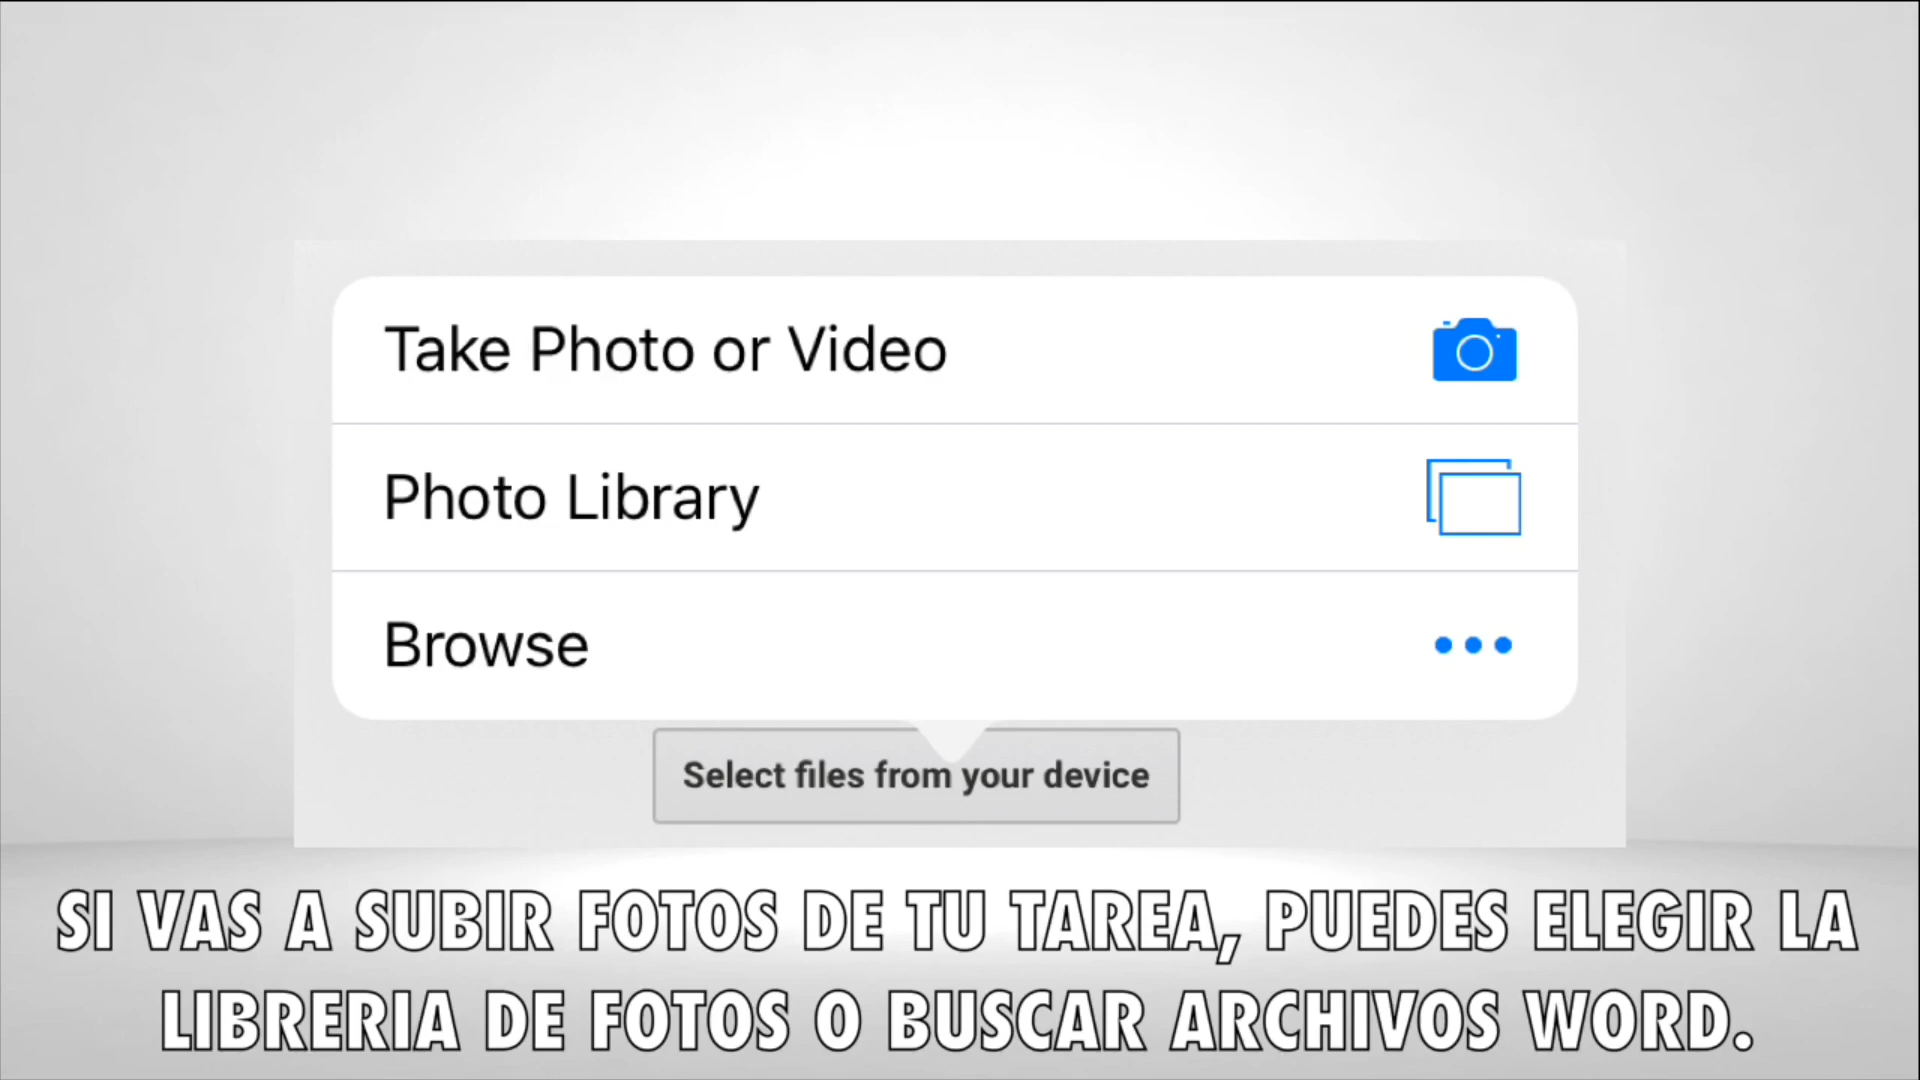 Take Photo or Video
Photo Library
Browse
Select files from your device
SI VAS A SUBIR FOTOS DE TU TAREA, PUEDES ELEGIR LA
LIBRERIA DE FOTOS O BUSCAR ARCHIVOS WORD.